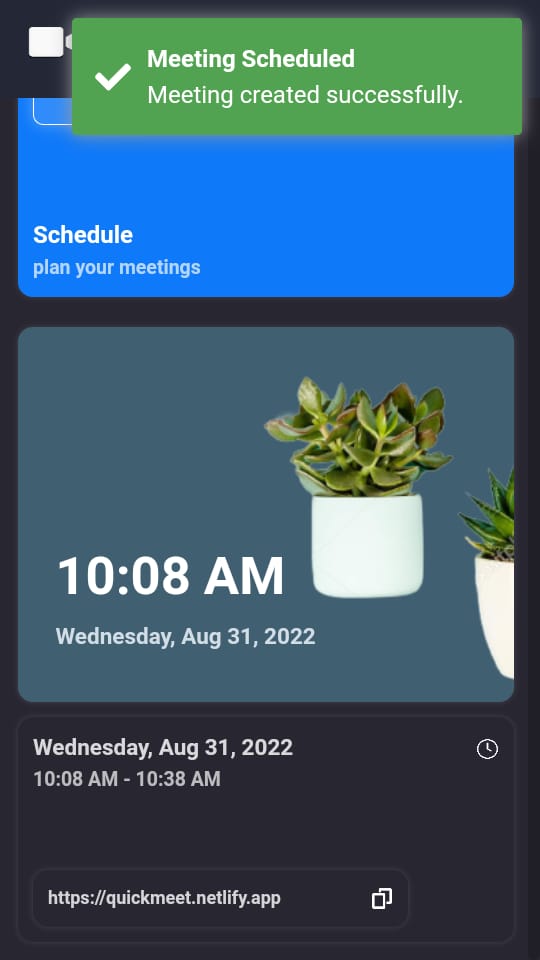 Meeting Scheduled
Meeting created successfully.
Schedule
plan your meetings
10:08 AM
Wednesday, Aug 31, 2022
Wednesday, Aug 31, 2022
10:08 AM - 10:38 AM
https://quickmeet.netlify.app